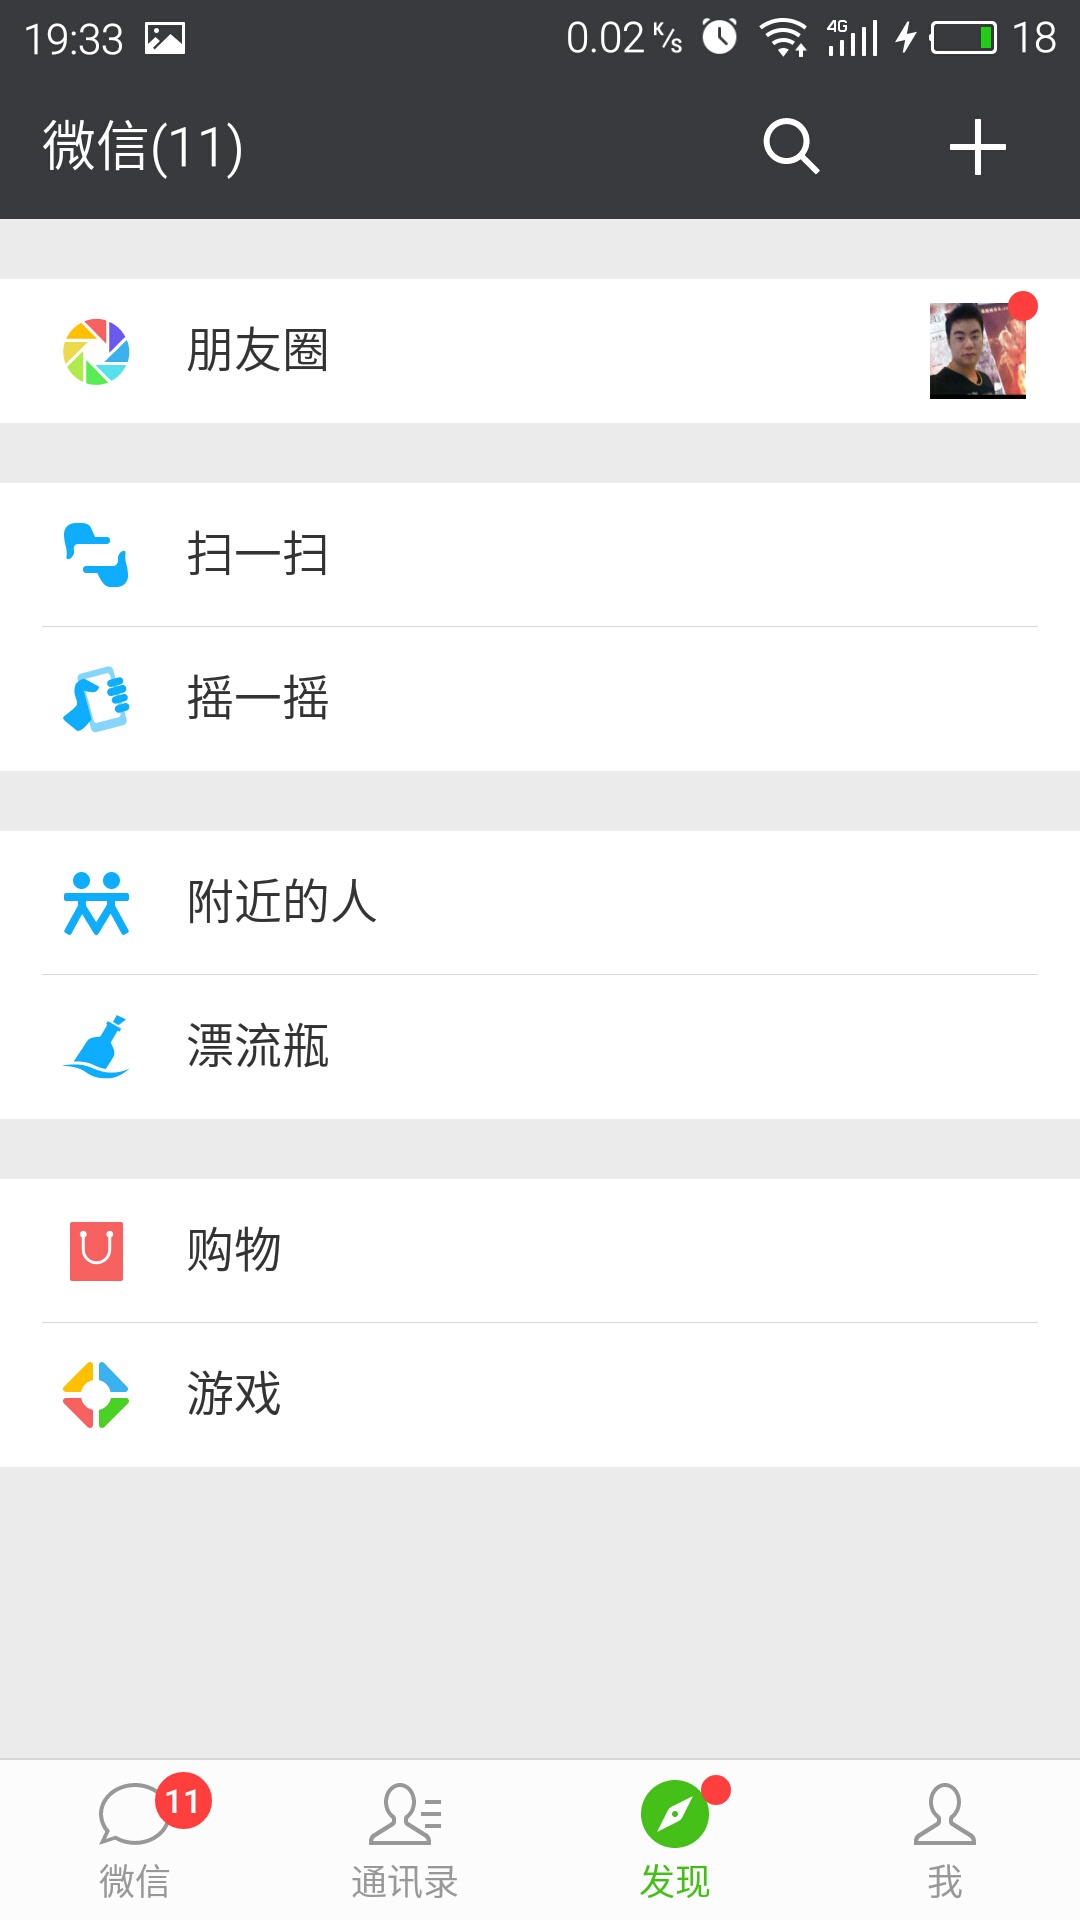 19:33 0.02 K/s 4G 18
微信(11)
朋友圈
扫一扫
摇一摇
附近的人
漂流瓶
购物
游戏
11
微信 通讯录 发现 我